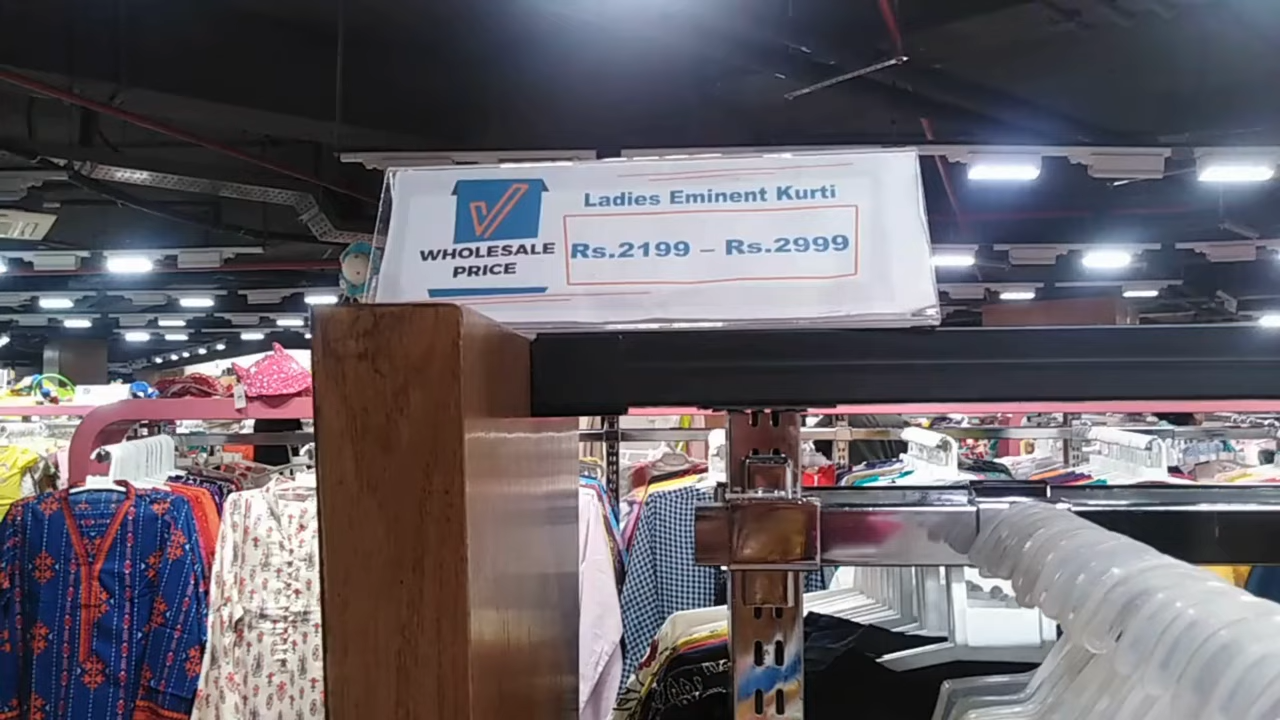 Ladies Eminent Kurti
WHOLESALE
PRICE
Rs.2199 – Rs.2999